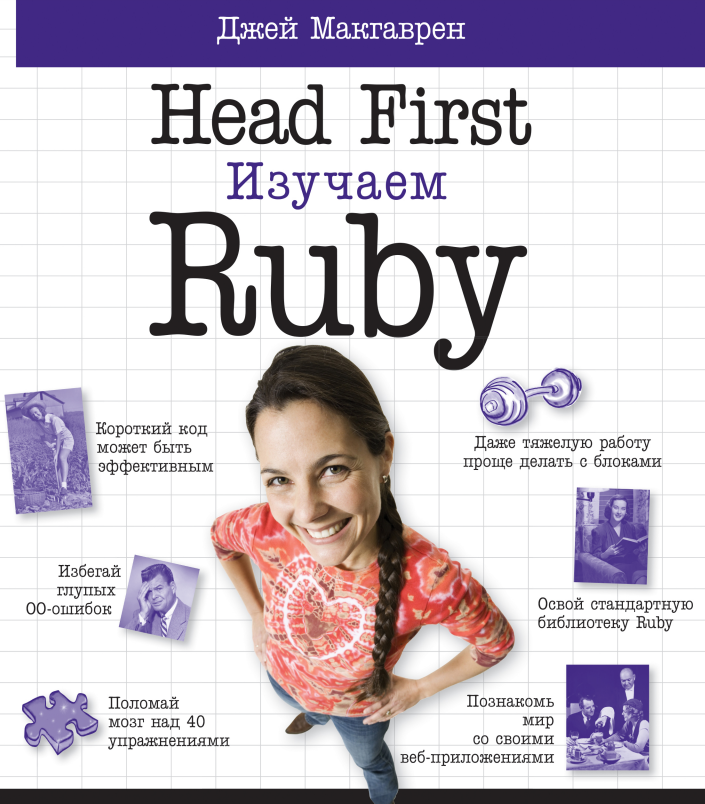 Джей Макгаврен
Head First
Изучаем
Ruby
Короткий код
может быть
эффективным
Даже тяжелую работу
проще делать с блоками
Избегай
глупых
ОО-ошибок
Освой стандартную
библиотеку Ruby
Поломай
мозг над 40
упражнениями
Познакомь
мир
со своими
веб-приложениями